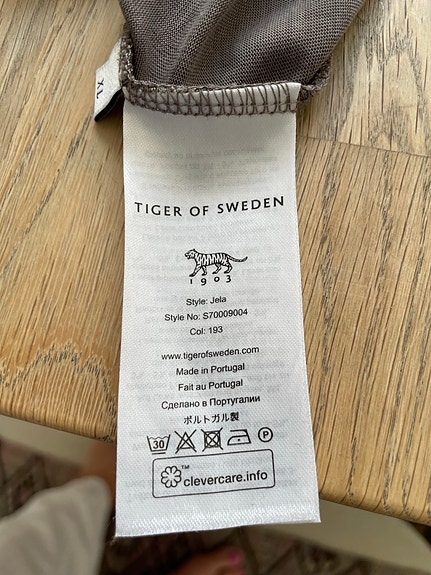 XL
TIGER OF SWEDEN
1903
Style: Jela
Style No: S70009004
Col: 193
www.tigerofsweden.com
Made in Portugal
Fait au Portugal
Сделано в Португалии
ポルトガル製
30 P
™
clevercare.info